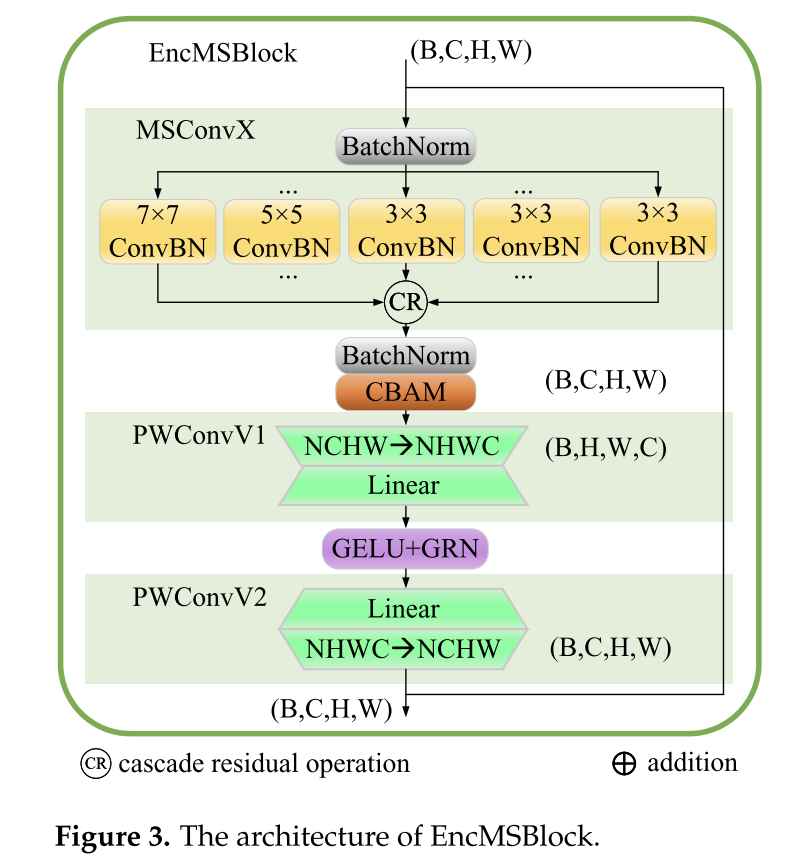 EncMSBlock
(B,C,H,W)
MSConvX
BatchNorm
... ...
7×7 5×5 3×3 3×3 3×3
ConvBN ConvBN ConvBN ConvBN ConvBN
... ...
CR
BatchNorm
CBAM
(B,C,H,W)
PWConvV1
NCHW→NHWC
(B,H,W,C)
Linear
GELU+GRN
PWConvV2
Linear
NHWC→NCHW
(B,C,H,W)
(B,C,H,W)
CR cascade residual operation
⊕ addition
Figure 3. The architecture of EncMSBlock.